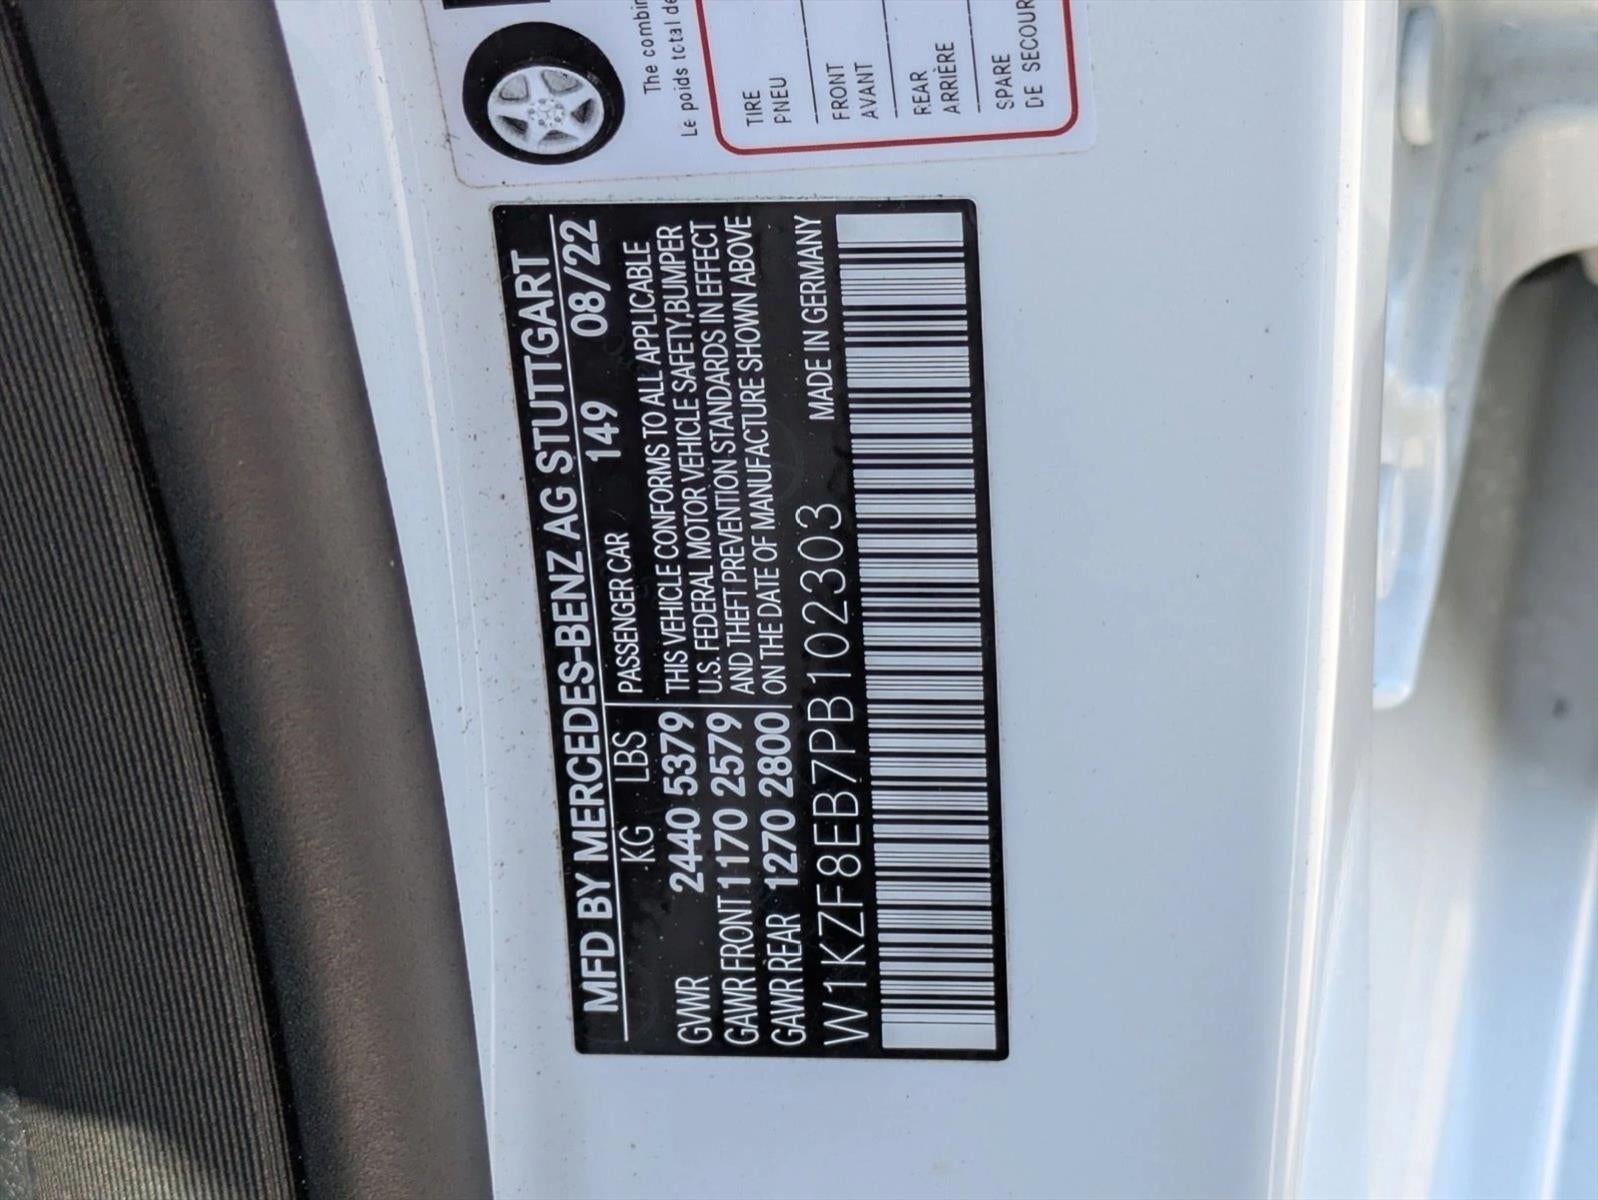 The combin
Le poids total de
TIRE
PNEU
FRONT
AVANT
REAR
ARRIÈRE
SPARE
DE SECOUR
MFD BY MERCEDES-BENZ AG STUTTGART
KG LBS PASSENGER CAR 149 08/22
GWR 2440 5379 THIS VEHICLE CONFORMS TO ALL APPLICABLE
GAWR FRONT 1170 2579 U.S. FEDERAL MOTOR VEHICLE SAFETY,BUMPER
GAWR REAR 1270 2800 AND THEFT PREVENTION STANDARDS IN EFFECT
ON THE DATE OF MANUFACTURE SHOWN ABOVE
W1KZF8EB7PB102303 MADE IN GERMANY